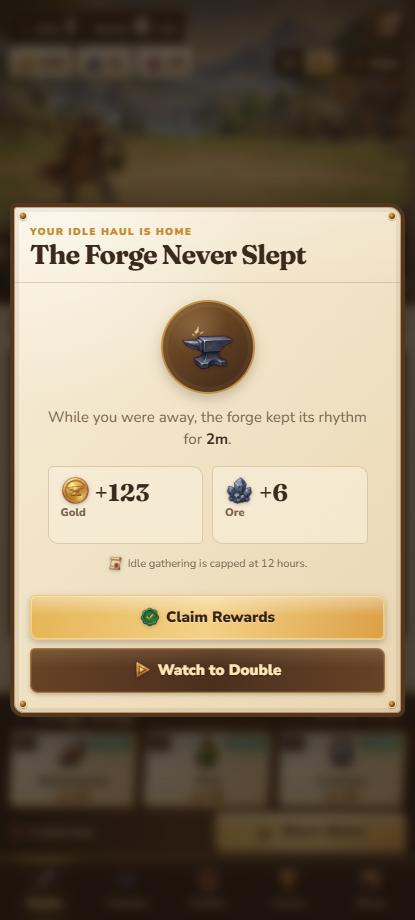 YOUR IDLE HAUL IS HOME
The Forge Never Slept
While you were away, the forge kept its rhythm
for 2m.
+123
Gold
+6
Ore
Idle gathering is capped at 12 hours.
Claim Rewards
Watch to Double